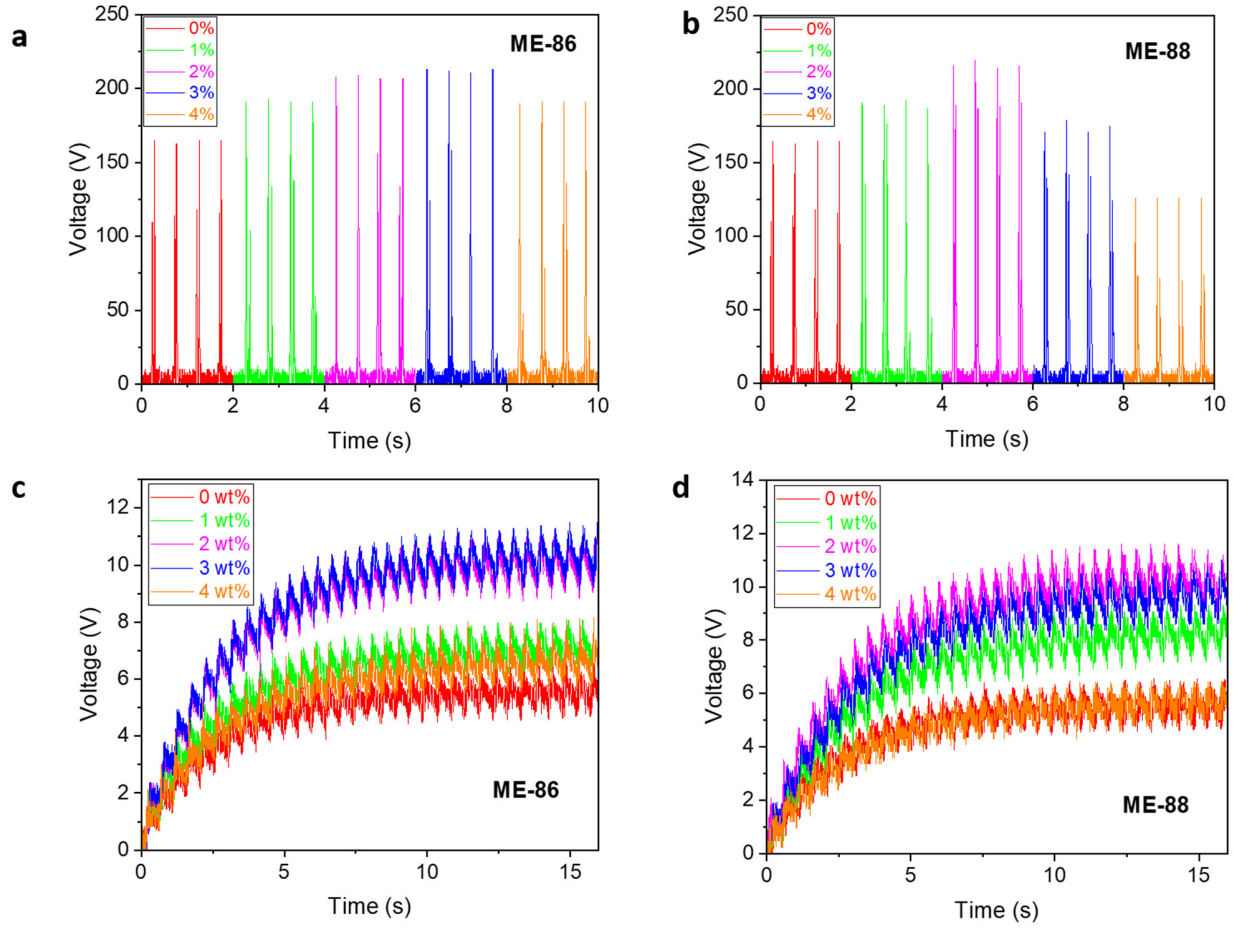 a
ME-86
0%
1%
2%
3%
4%
Voltage (V)
250
200
150
100
50
0
0 2 4 6 8 10
Time (s)
b
ME-88
0%
1%
2%
3%
4%
Voltage (V)
250
200
150
100
50
0
0 2 4 6 8 10
Time (s)
c
0 wt%
1 wt%
2 wt%
3 wt%
4 wt%
Voltage (V)
12
10
8
6
4
2
0
ME-86
0 5 10 15
Time (s)
d
0 wt%
1 wt%
2 wt%
3 wt%
4 wt%
Voltage (V)
14
12
10
8
6
4
2
0
ME-88
0 5 10 15
Time (s)